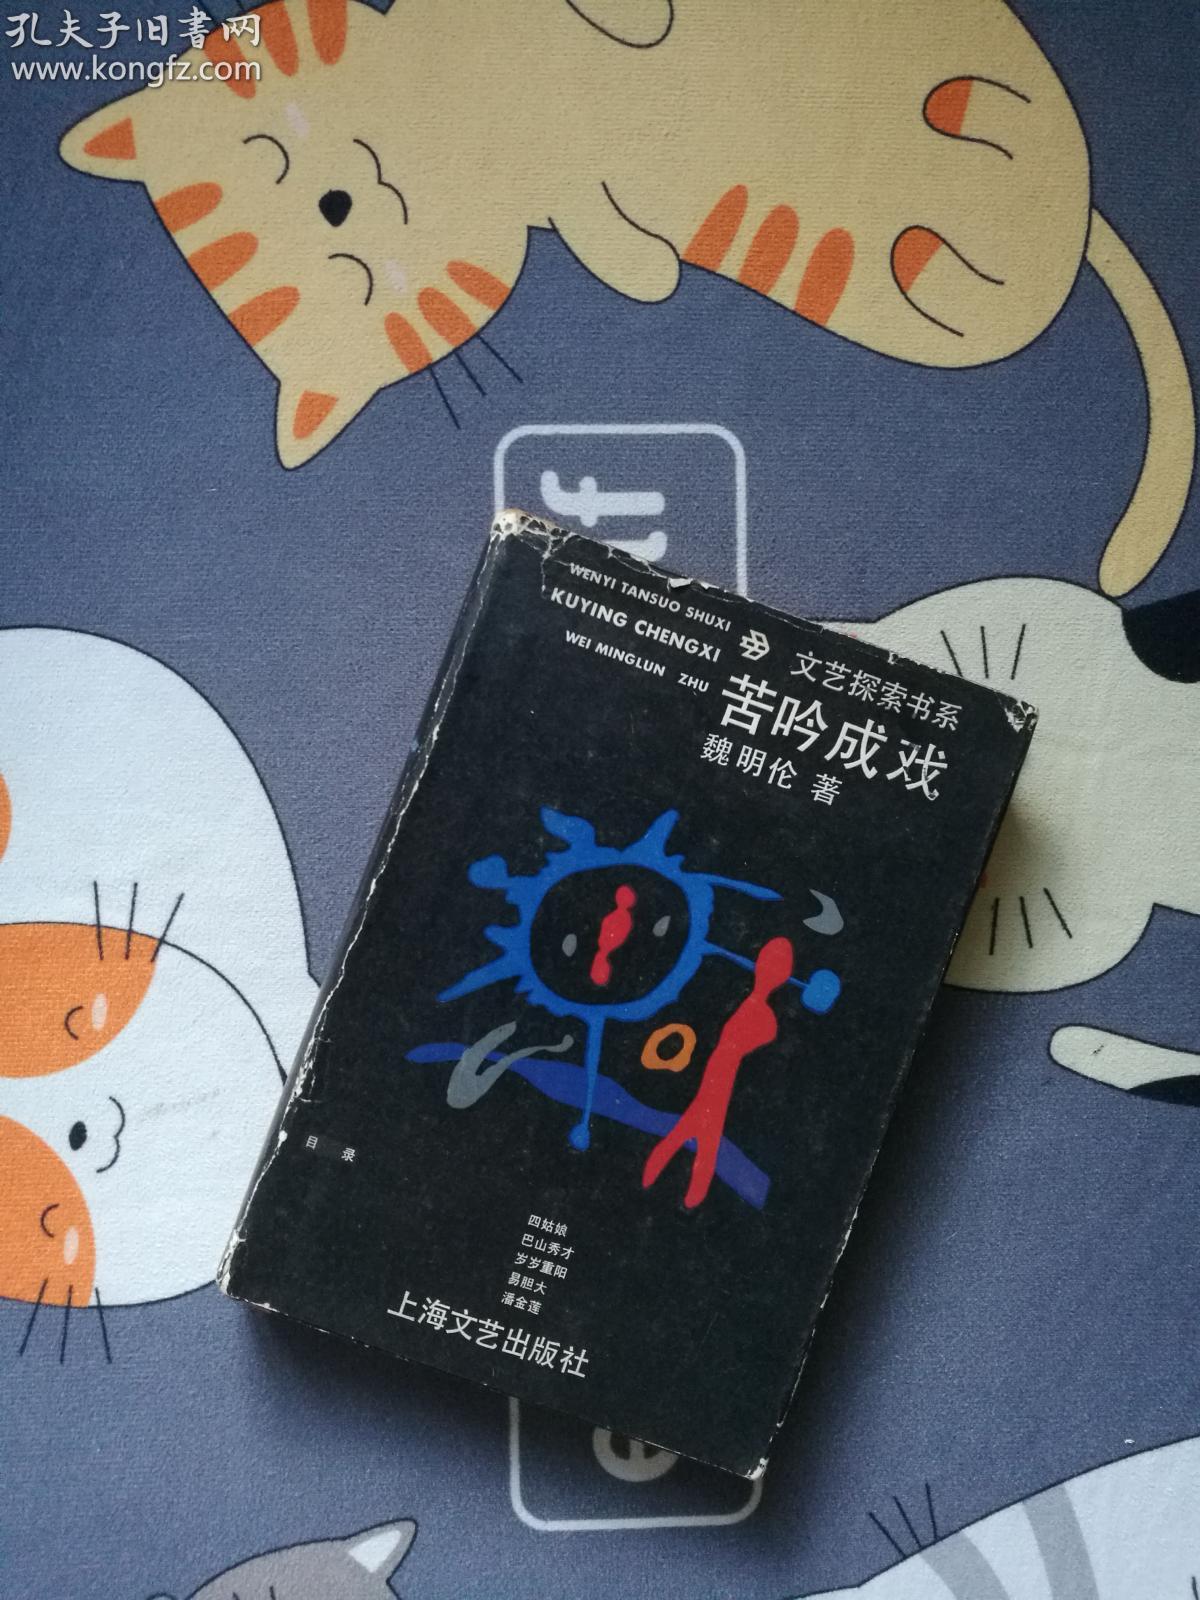 孔夫子旧書网
www.kongfz.com
WENYI TANSUO SHUXI
KUYING CHENGXI
WEI MINGLUN ZHU
文艺探索书系
苦吟成戏
魏明伦 著
目录
四姑娘
巴山秀才
岁岁重阳
易胆大
潘金莲
上海文艺出版社